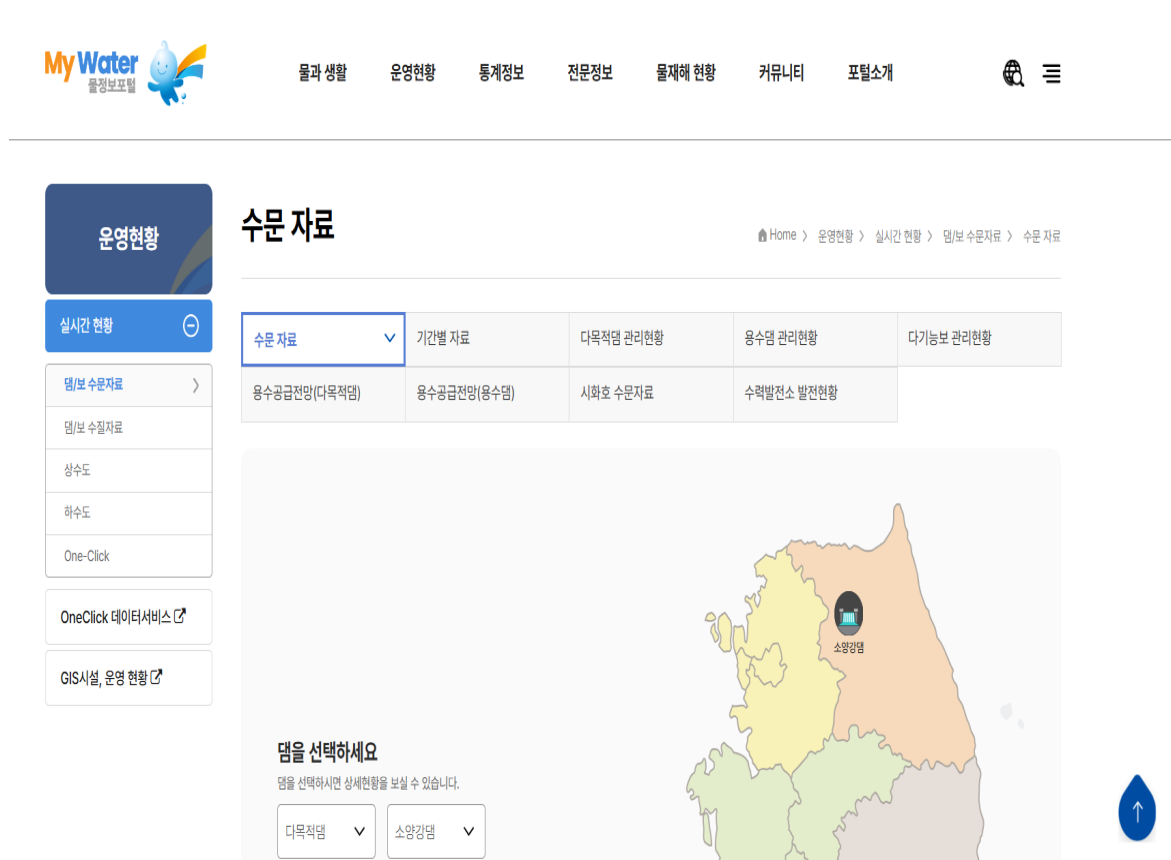 My Water
물정보포털
물과 생활 운영현황 통계정보 전문정보 물재해 현황 커뮤니티 포털소개
운영현황
실시간 현황
댐/보 수문자료
댐/보 수질자료
상수도
하수도
One-Click
OneClick 데이터서비스
GIS시설, 운영 현황
수문 자료
Home 〉 운영현황 〉 실시간 현황 〉 댐/보 수문자료 〉 수문 자료
수문 자료 기간별 자료 다목적댐 관리현황 용수댐 관리현황 다기능보 관리현황
용수공급전망(다목적댐) 용수공급전망(용수댐) 시화호 수문자료 수력발전소 발전현황
소양강댐
댐을 선택하세요
댐을 선택하시면 상세현황을 보실 수 있습니다.
다목적댐 소양강댐